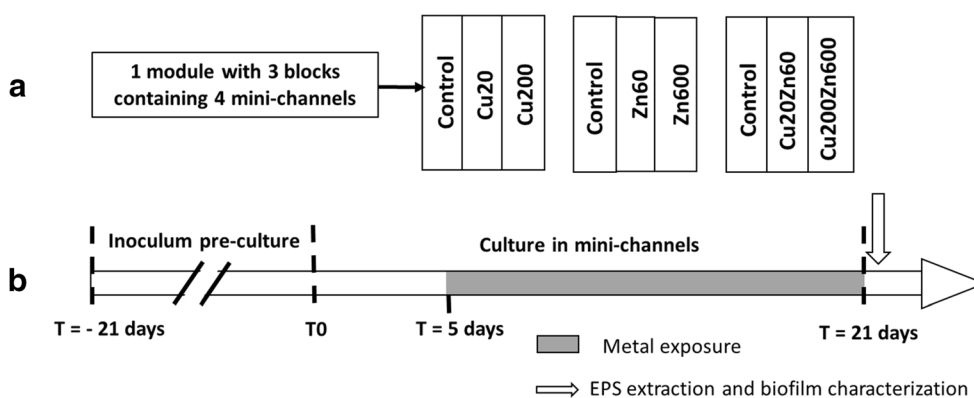 a
1 module with 3 blocks
containing 4 mini-channels
Control
Cu20
Cu200
Control
Zn60
Zn600
Control
Cu20Zn60
Cu200Zn600
b
Inoculum pre-culture
Culture in mini-channels
T = - 21 days
T0
T = 5 days
T = 21 days
Metal exposure
EPS extraction and biofilm characterization